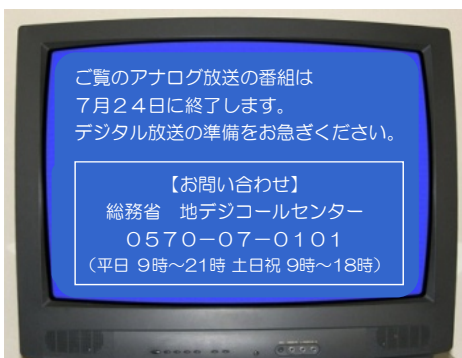 ご覧のアナログ放送の番組は
7月24日に終了します。
デジタル放送の準備をお急ぎください。
【お問い合わせ】
総務省 地デジコールセンター
0570-07-0101
(平日 9時~21時 土日祝 9時~18時)